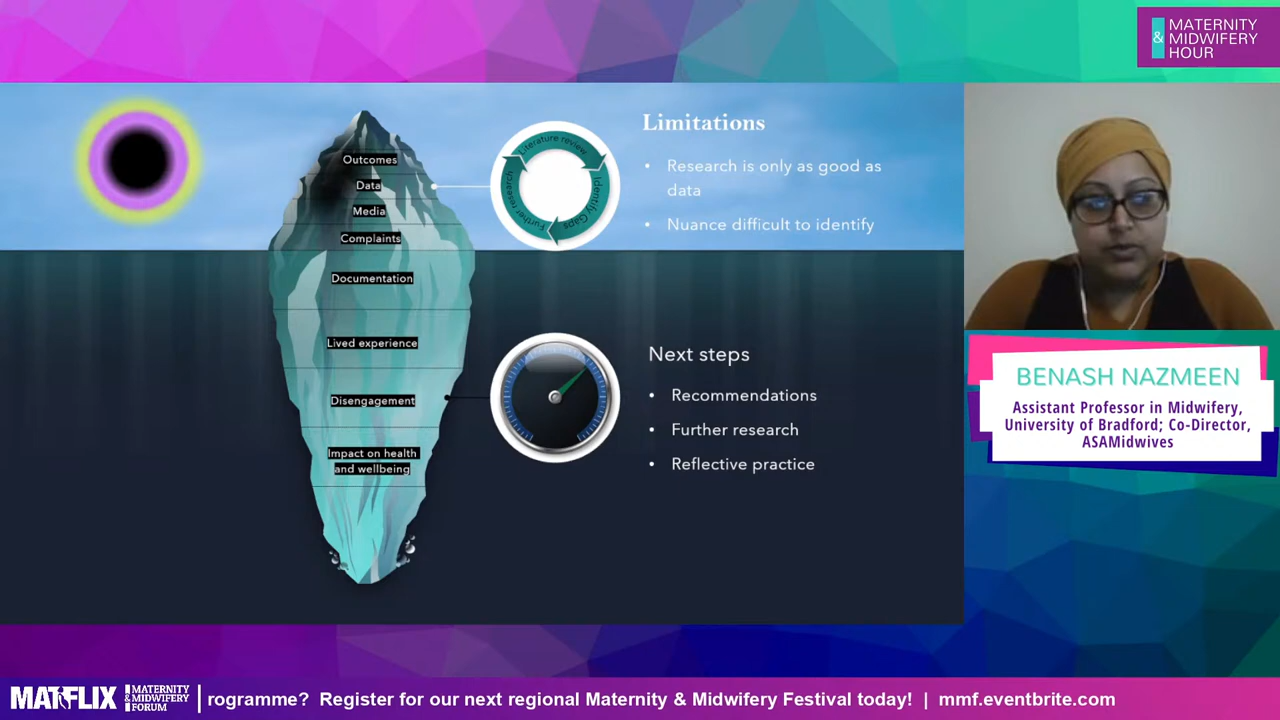 MATERNITY
& MIDWIFERY
HOUR
Limitations
• Research is only as good as
data
• Nuance difficult to identify
Outcomes
Data
Media
Complaints
Documentation
Lived experience
Disengagement
Impact on health
and wellbeing
Literature review
Identify Gaps
Further research
Next steps
• Recommendations
• Further research
• Reflective practice
BENASH NAZMEEN
Assistant Professor in Midwifery,
University of Bradford; Co-Director,
ASAMidwives
MATFLIX
MATERNITY
& MIDWIFERY
FORUM
rogramme? Register for our next regional Maternity & Midwifery Festival today! | mmf.eventbrite.com